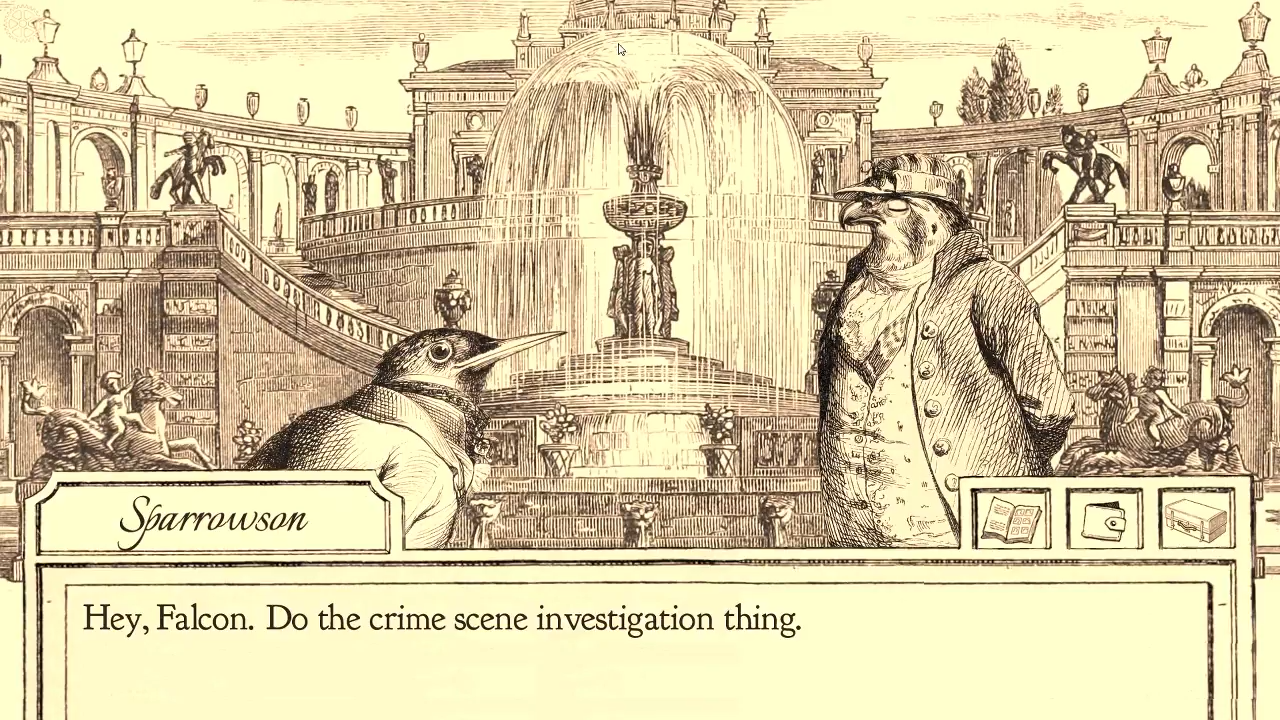 Sparrowson
Hey, Falcon. Do the crime scene investigation thing.